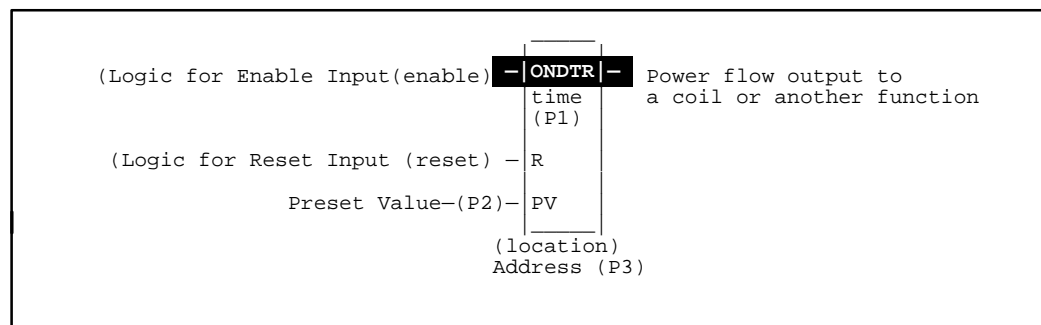 (Logic for Enable Input(enable) –|ONDTR|– Power flow output to
time a coil or another function
(P1)
(Logic for Reset Input (reset) –|R
Preset Value–(P2)–|PV
(location)
Address (P3)